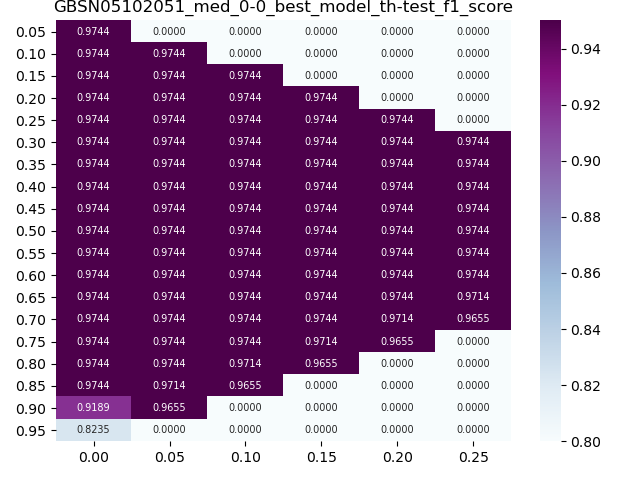 GBSN05102051_med_0-0_best_model_th-test_f1_score
0.05 0.9744 0.0000 0.0000 0.0000 0.0000 0.0000
0.10 0.9744 0.9744 0.0000 0.0000 0.0000 0.0000
0.15 0.9744 0.9744 0.9744 0.0000 0.0000 0.0000
0.20 0.9744 0.9744 0.9744 0.9744 0.0000 0.0000
0.25 0.9744 0.9744 0.9744 0.9744 0.9744 0.0000
0.30 0.9744 0.9744 0.9744 0.9744 0.9744 0.9744
0.35 0.9744 0.9744 0.9744 0.9744 0.9744 0.9744
0.40 0.9744 0.9744 0.9744 0.9744 0.9744 0.9744
0.45 0.9744 0.9744 0.9744 0.9744 0.9744 0.9744
0.50 0.9744 0.9744 0.9744 0.9744 0.9744 0.9744
0.55 0.9744 0.9744 0.9744 0.9744 0.9744 0.9744
0.60 0.9744 0.9744 0.9744 0.9744 0.9744 0.9744
0.65 0.9744 0.9744 0.9744 0.9744 0.9744 0.9714
0.70 0.9744 0.9744 0.9744 0.9744 0.9714 0.9655
0.75 0.9744 0.9744 0.9744 0.9714 0.9655 0.0000
0.80 0.9744 0.9744 0.9714 0.9655 0.0000 0.0000
0.85 0.9744 0.9714 0.9655 0.0000 0.0000 0.0000
0.90 0.9189 0.9655 0.0000 0.0000 0.0000 0.0000
0.95 0.8235 0.0000 0.0000 0.0000 0.0000 0.0000
0.00 0.05 0.10 0.15 0.20 0.25
0.94
0.92
0.90
0.88
0.86
0.84
0.82
0.80